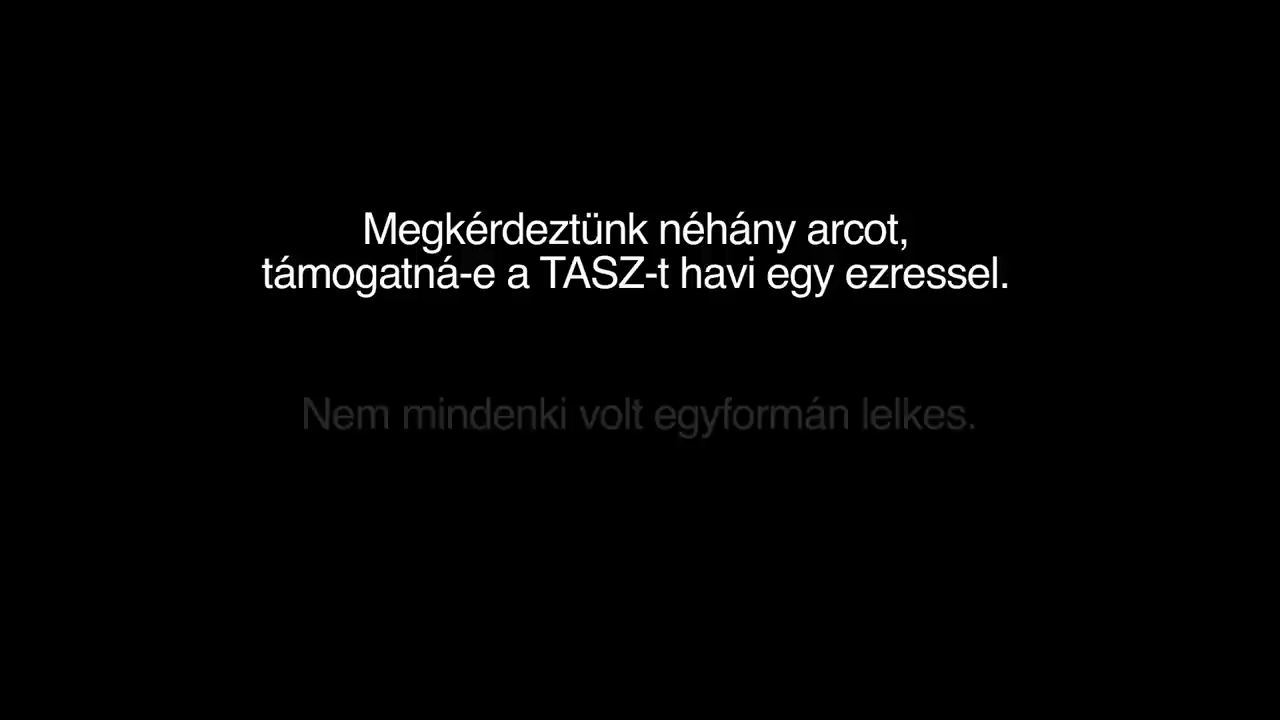 Megkérdeztünk néhány arcot,
támogatná-e a TASZ-t havi egy ezressel.
Nem mindenki volt egyformán lelkes.